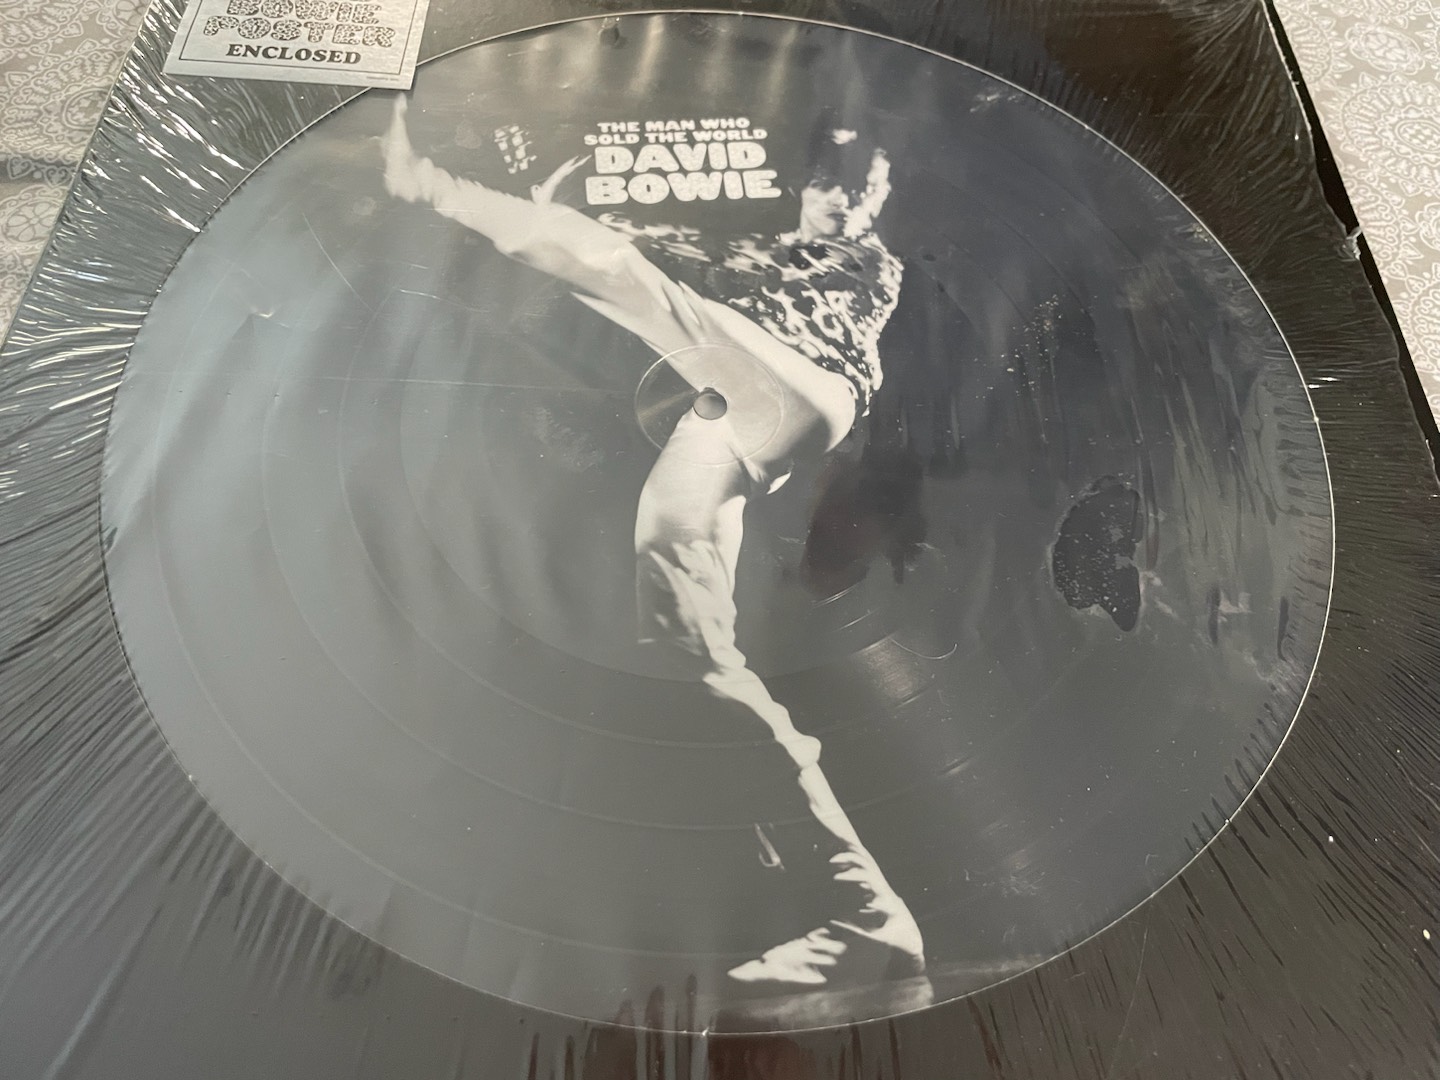 BOWIE
POSTER
ENCLOSED
THE MAN WHO
SOLD THE WORLD
DAVID
BOWIE